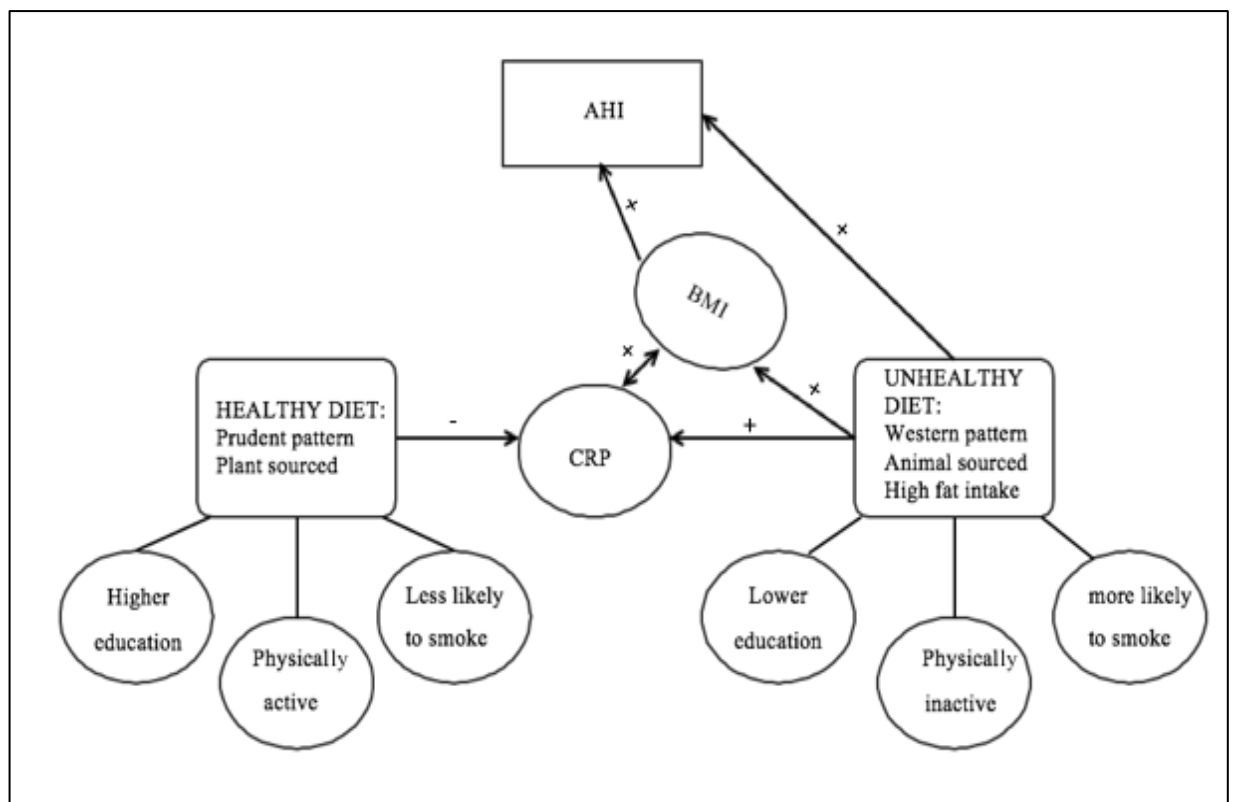 AHI
+
+
BMI
+
HEALTHY DIET:
Prudent pattern
Plant sourced
-
CRP
+
+
UNHEALTHY
DIET:
Western pattern
Animal sourced
High fat intake
Higher
education
Physically
active
Less likely
to smoke
Lower
education
Physically
inactive
more likely
to smoke